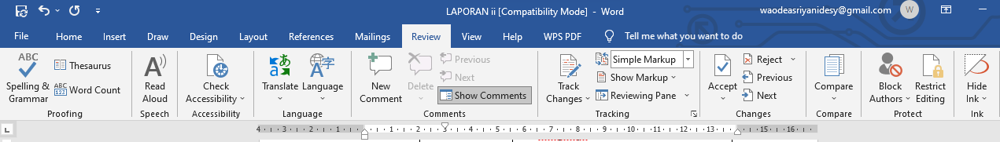 LAPORAN ii [Compatibility Mode] - Word
waodeasriyanidesy@gmail.com
W
File Home Insert Draw Design Layout References Mailings Review View Help WPS PDF Tell me what you want to do
ABC
Spelling & Grammar
Thesaurus
ABC 123 Word Count
Proofing
A
Read Aloud
Speech
Check Accessibility
Accessibility
あ a
Translate
A字
Language
Language
New Comment
Delete
Previous
Next
Show Comments
Comments
Track Changes
Simple Markup
Show Markup
Reviewing Pane
Tracking
Accept
Reject
Previous
Next
Changes
Compare
Compare
Block Authors
Restrict Editing
Protect
Hide Ink
Ink
L
4 3 2 1 1 2 3 4 5 6 7 8 9 10 11 12 13 15 16